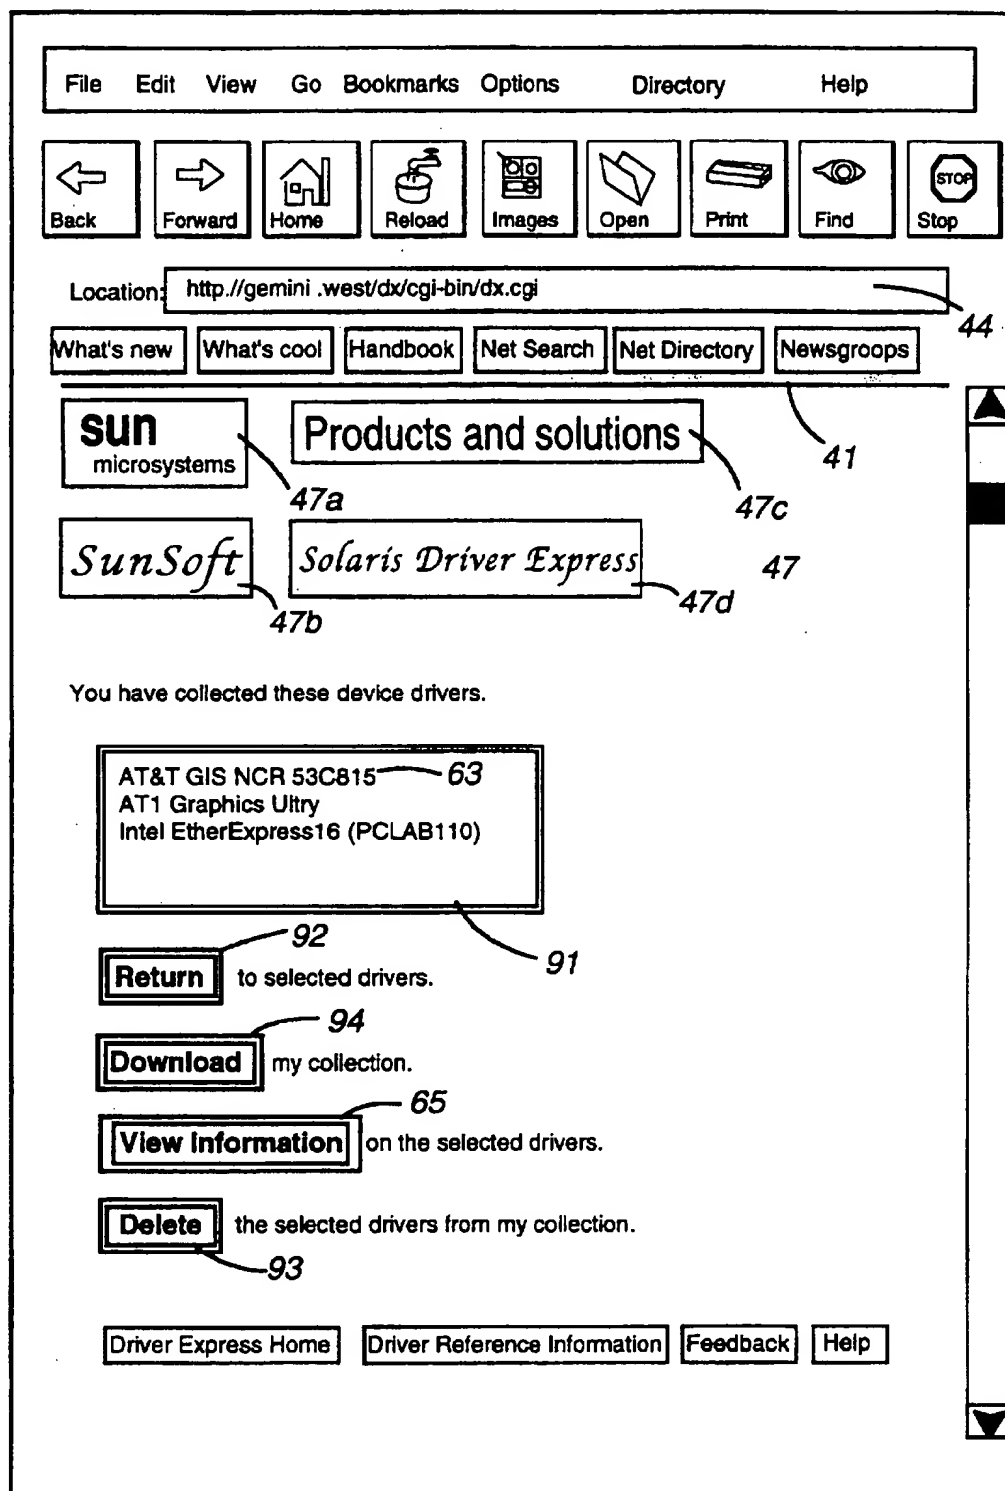 File Edit View Go Bookmarks Options Directory Help
Back Forward Home Reload Images Open Print Find STOP Stop
Location: http.//gemini .west/dx/cgi-bin/dx.cgi
44
What's new What's cool Handbook Net Search Net Directory Newsgroops
41
sun
microsystems
47a
Products and solutions
47c
SunSoft
47b
Solaris Driver Express
47d
47
You have collected these device drivers.
AT&T GIS NCR 53C815 63
AT1 Graphics Ultry
Intel EtherExpress16 (PCLAB110)
91
92
Return to selected drivers.
94
Download my collection.
65
View Information on the selected drivers.
Delete the selected drivers from my collection.
93
Driver Express Home Driver Reference Information Feedback Help